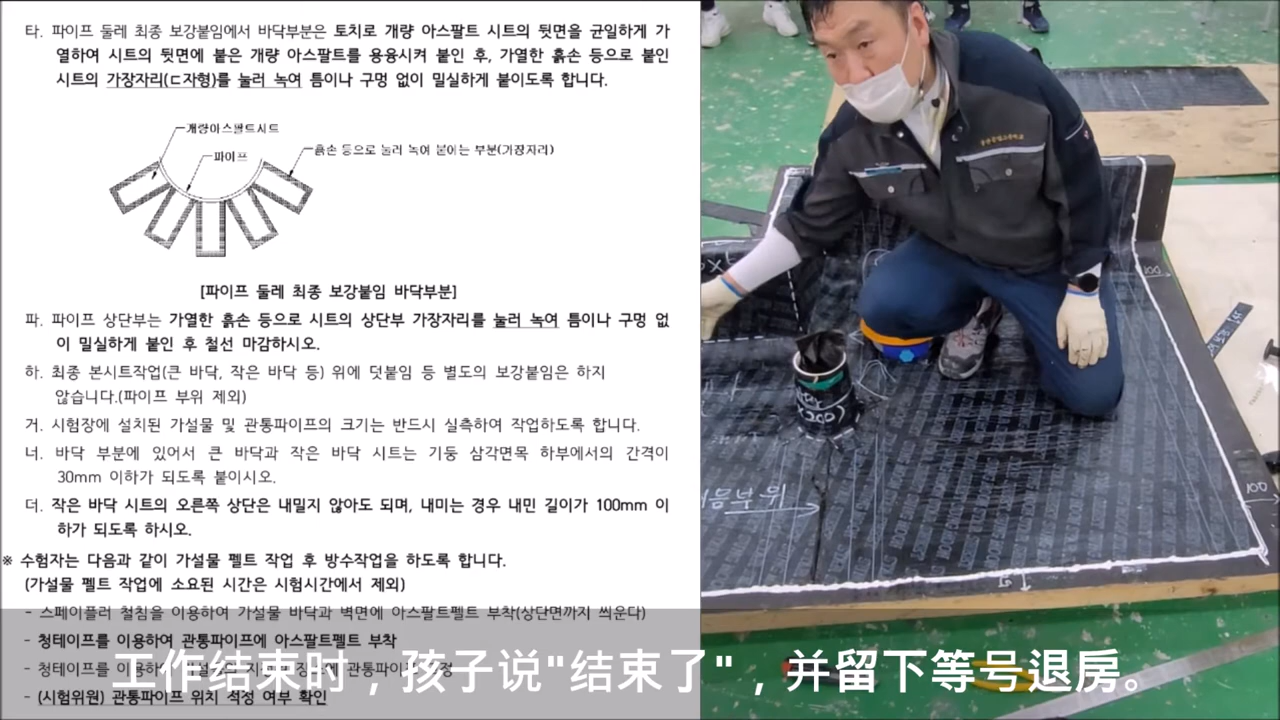 타. 파이프 둘레 최종 보강붙임에서 바닥부분은 토치로 개량 아스팔트 시트의 뒷면을 균일하게 가
열하여 시트의 뒷면에 붙은 개량 아스팔트를 용융시켜 붙인 후, 가열한 흙손 등으로 붙인
시트의 가장자리(ㄷ자형)를 눌러 녹여 틈이나 구멍 없이 밀실하게 붙이도록 합니다.
개량아스팔트시트
파이프
흙손 등으로 눌러 녹여 붙이는 부분(가장자리)
[파이프 둘레 최종 보강붙임 바닥부분]
파. 파이프 상단부는 가열한 흙손 등으로 시트의 상단부 가장자리를 눌러 녹여 틈이나 구멍 없
이 밀실하게 붙인 후 철선 마감하시오.
하. 최종 본시트작업(큰 바닥, 작은 바닥 등) 위에 덧붙임 등 별도의 보강붙임은 하지
않습니다.(파이프 부위 제외)
거. 시험장에 설치된 가설물 및 관통파이프의 크기는 반드시 실측하여 작업하도록 합니다.
너. 바닥 부분에 있어서 큰 바닥과 작은 바닥 시트는 기둥 삼각면목 하부에서의 간격이
30mm 이하가 되도록 붙이시오.
더. 작은 바닥 시트의 오른쪽 상단은 내밀지 않아도 되며, 내미는 경우 내민 길이가 100mm 이
하가 되도록 하시오.
※ 수험자는 다음과 같이 가설물 펠트 작업 후 방수작업을 하도록 합니다.
(가설물 펠트 작업에 소요된 시간은 시험시간에서 제외)
- 스페이플러 철침을 이용하여 가설물 바닥과 벽면에 아스팔트펠트 부착(상단면까지 씌운다)
- 청테이프를 이용하여 관통파이프에 아스팔트펠트 부착
- 청테이프를 이용하 관통파이프
- (시험위원) 관통파이프 위치 적정 여부 확인
工作结束时，孩子说"结束了"，并留下等号退房。